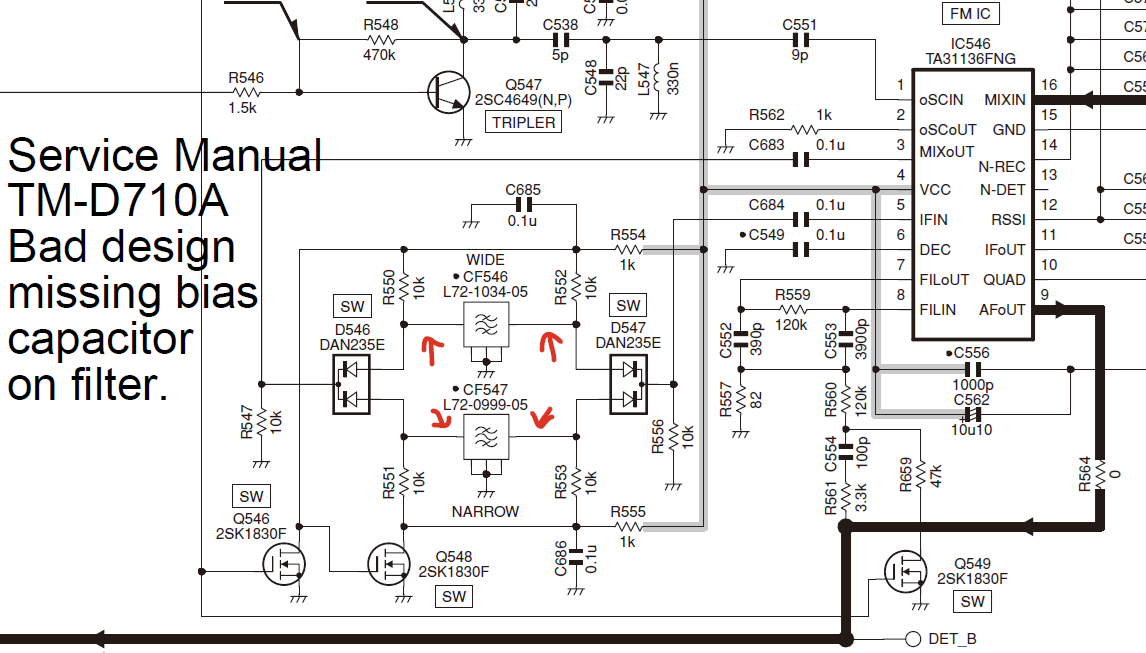 FM IC
R548
470k
C538
5p
C551
9p
IC546
TA31136FNG
R546
1.5k
Q547
2SC4649(N,P)
TRIPLER
C548
22p
L547
330n
Service Manual
TM-D710A
Bad design
missing bias
capacitor
on filter.
R562 1k
C683 0.1u
C684 0.1u
C549 0.1u
1 oSCIN MIXIN 16
2 oSCoUT GND 15
3 MIXoUT N-REC 14
4 VCC N-DET 13
5 IFIN RSSI 12
6 DEC IFoUT 11
7 FILoUT QUAD 10
8 FILIN AFoUT 9
C685
0.1u
R554
1k
WIDE
CF546
L72-1034-05
R550
10k
R552
10k
SW
D546
DAN235E
SW
D547
DAN235E
CF547
L72-0999-05
R547
10k
R551
10k
R553
10k
R556
10k
NARROW
R555
1k
C686
0.1u
SW
Q546
2SK1830F
Q548
2SK1830F
SW
R559
120k
C552
390p
C553
3900p
R557
82
R560
120k
C554
100p
R561
3.3k
R659
47k
C556
1000p
C562
+
10u10
R564
0
Q549
2SK1830F
SW
DET_B